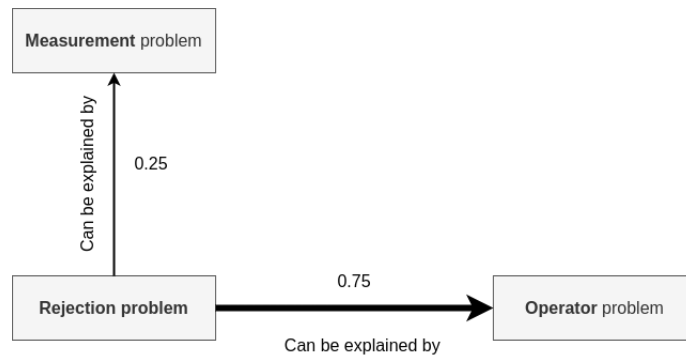 Measurement problem
Can be explained by
0.25
Rejection problem
0.75
Can be explained by
Operator problem